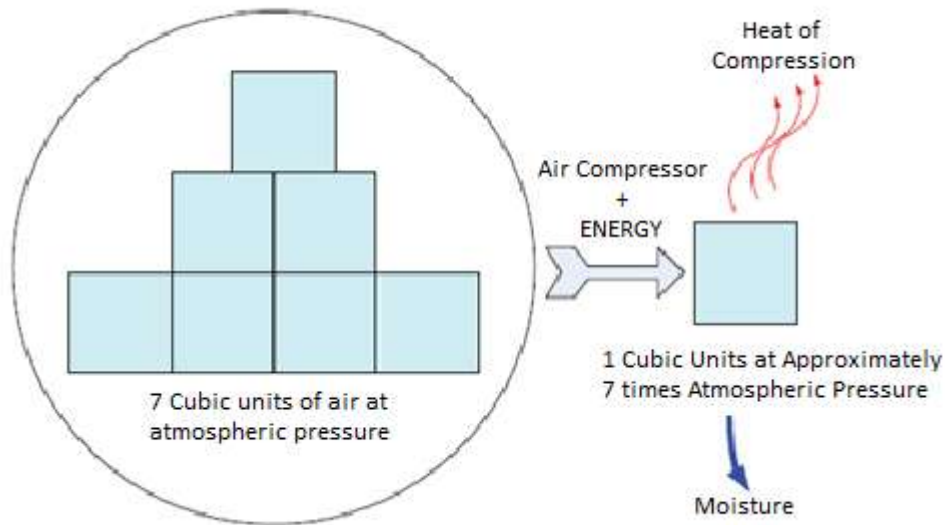 Heat of
Compression
Air Compressor
+
ENERGY
7 Cubic units of air at
atmospheric pressure
1 Cubic Units at Approximately
7 times Atmospheric Pressure
Moisture